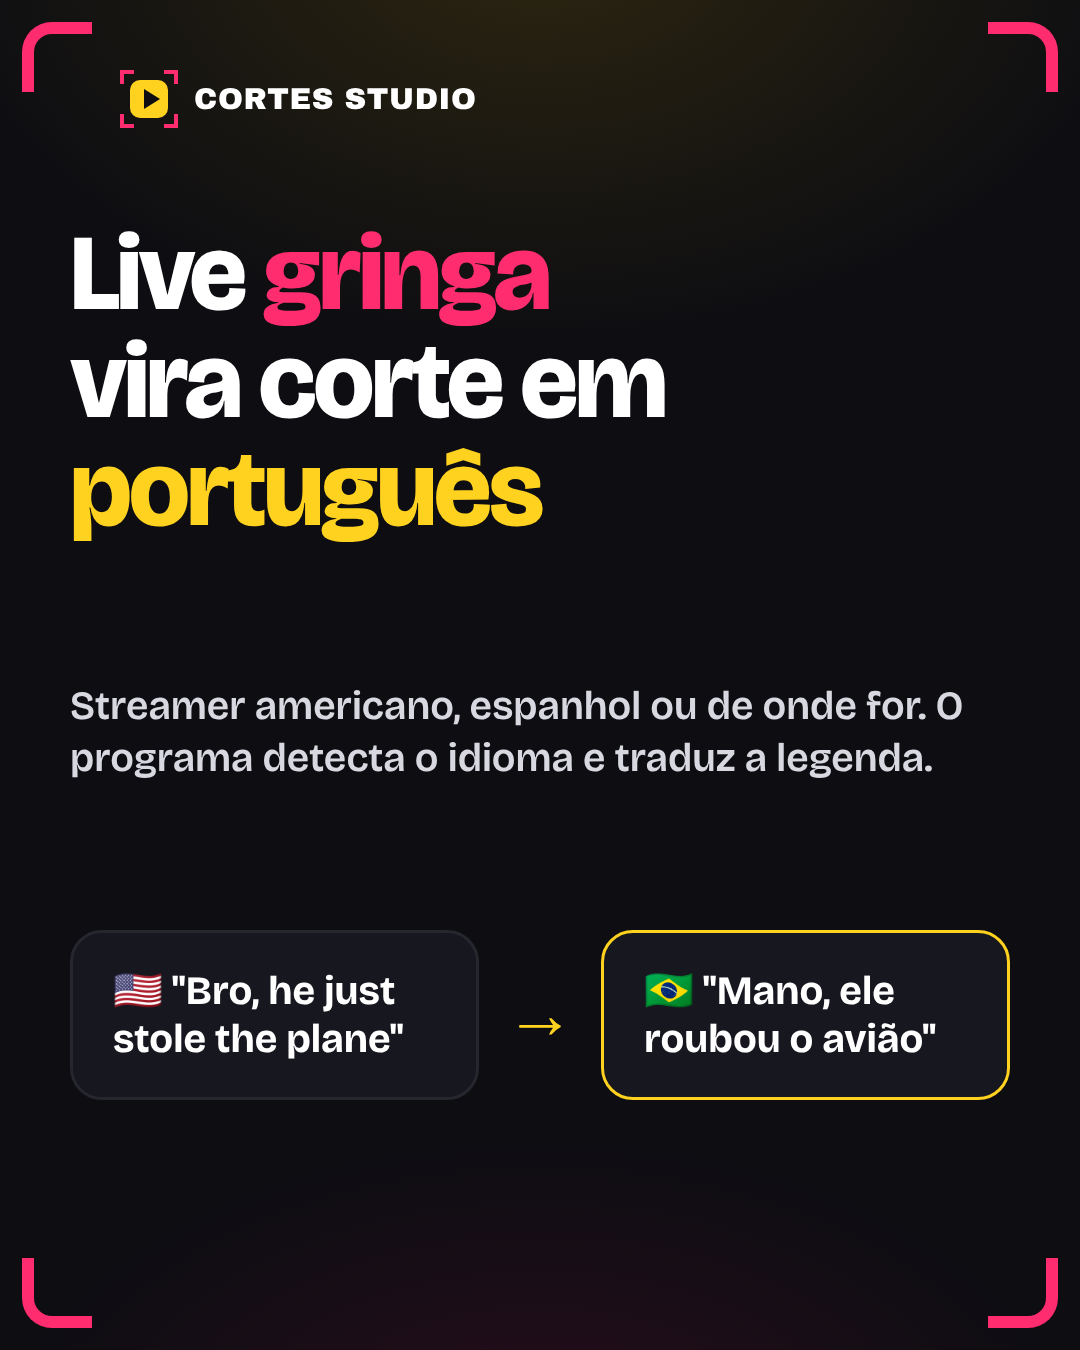 CORTES STUDIO
Live gringa
vira corte em
português
Streamer americano, espanhol ou de onde for. O
programa detecta o idioma e traduz a legenda.
🇺🇸 "Bro, he just
stole the plane"
→
🇧🇷 "Mano, ele
roubou o avião"